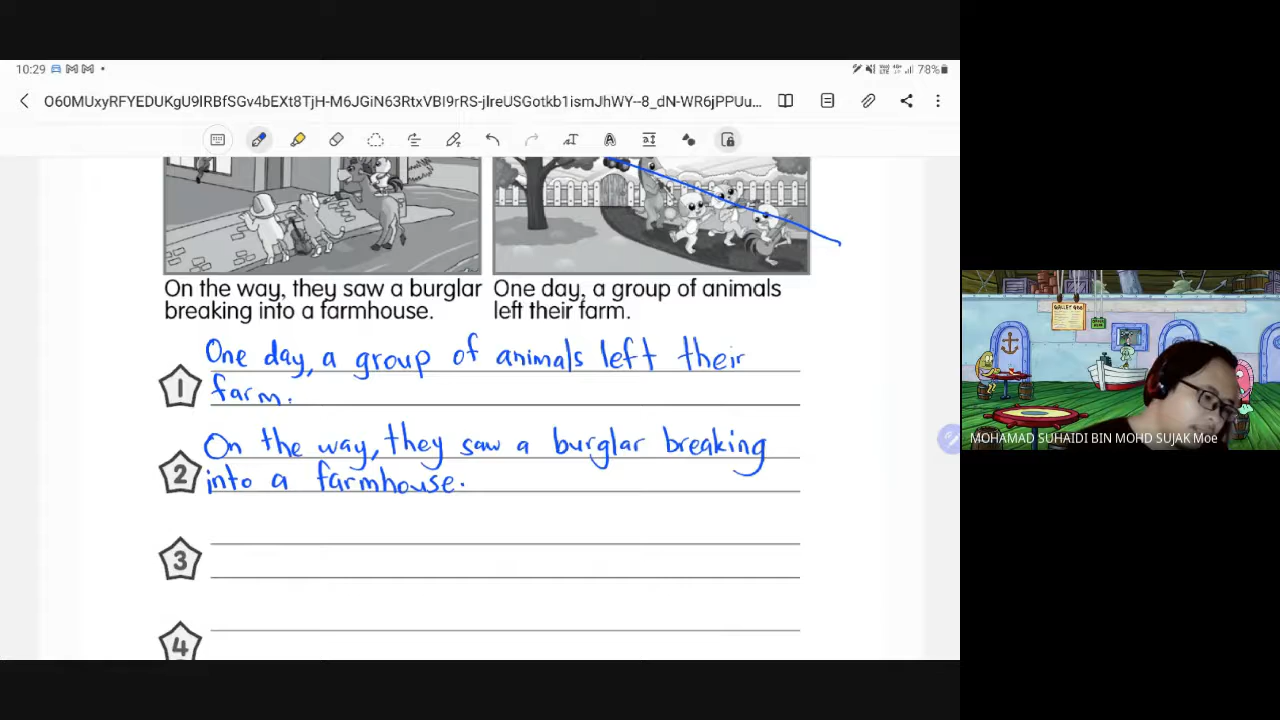 10:29
78%
O60MUxyRFYEDUKgU9lRBfSGv4bEXt8TjH-M6JGiN63RtxVBI9rRS-jlreUSGotkb1ismJhWY--8_dN-WR6jPPUu...
On the way, they saw a burglar
breaking into a farmhouse.
One day, a group of animals
left their farm.
1
One day, a group of animals left their
farm.
2
On the way, they saw a burglar breaking
into a farmhouse.
3
4
MOHAMAD SUHAIDI BIN MOHD SUJAK Moe